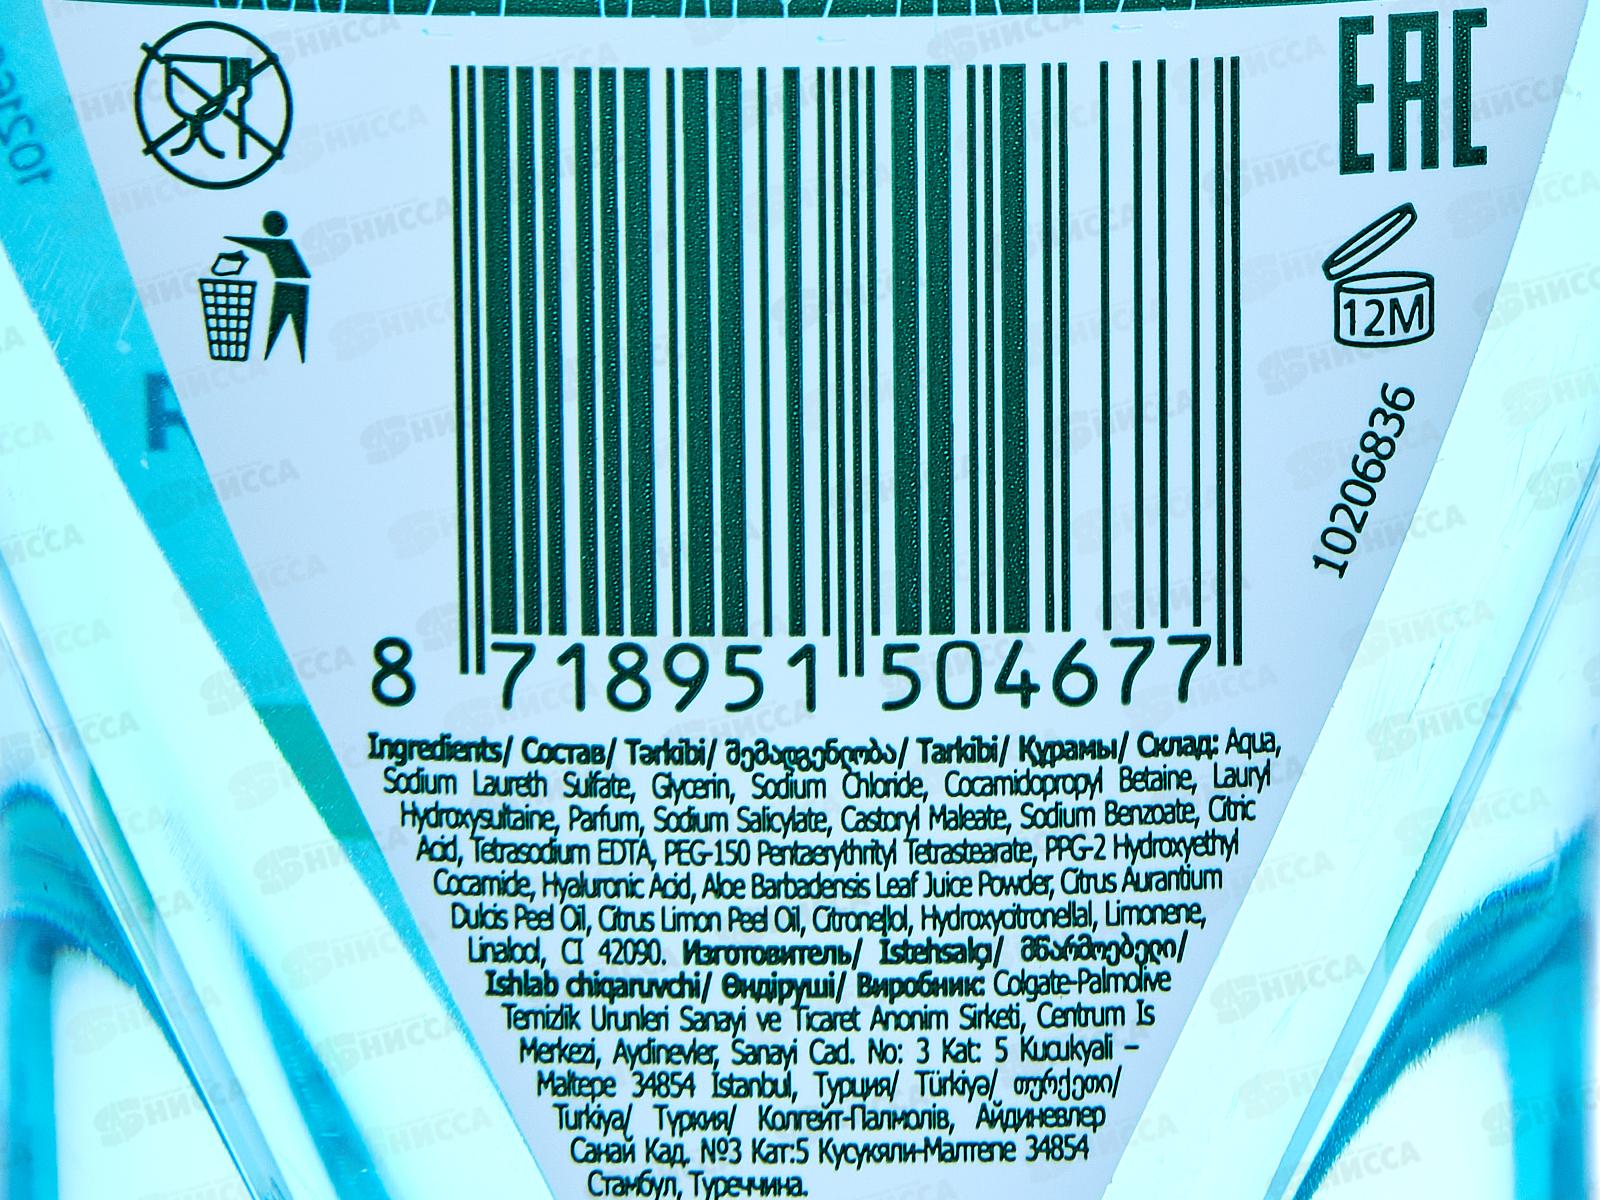 EAC
12M
10206836
8 718951 504677
Ingredients/ Состав/ Tərkibi/ შემადგენლობა/ Tarkibi/ Құрамы/ Склад: Aqua,
Sodium Laureth Sulfate, Glycerin, Sodium Chloride, Cocamidopropyl Betaine, Lauryl
Hydroxysultaine, Parfum, Sodium Salicylate, Castoryl Maleate, Sodium Benzoate, Citric
Acid, Tetrasodium EDTA, PEG-150 Pentaerythrityl Tetrastearate, PPG-2 Hydroxyethyl
Cocamide, Hyaluronic Acid, Aloe Barbadensis Leaf Juice Powder, Citrus Aurantium
Dulcis Peel Oil, Citrus Limon Peel Oil, Citronellol, Hydroxycitronellal, Limonene,
Linalool, CI 42090. Изготовитель/ İstehsalçı/ მწარმოებელი/
Ishlab chiqaruvchi/ Өндіруші/ Виробник: Colgate-Palmolive
Temizlik Urunleri Sanayi ve Ticaret Anonim Sirketi, Centrum Is
Merkezi, Aydinevler, Sanayi Cad. No: 3 Kat: 5 Kucukyali –
Maltepe 34854 Istanbul, Турция/ Türkiyə/ თურქეთი/
Turkiya/ Туркия/ Колгейт-Палмолів, Айдиневлер
Санай Кад. №3 Кат:5 Кусукяли-Малтепе 34854
Стамбул, Туреччина.
НИССА